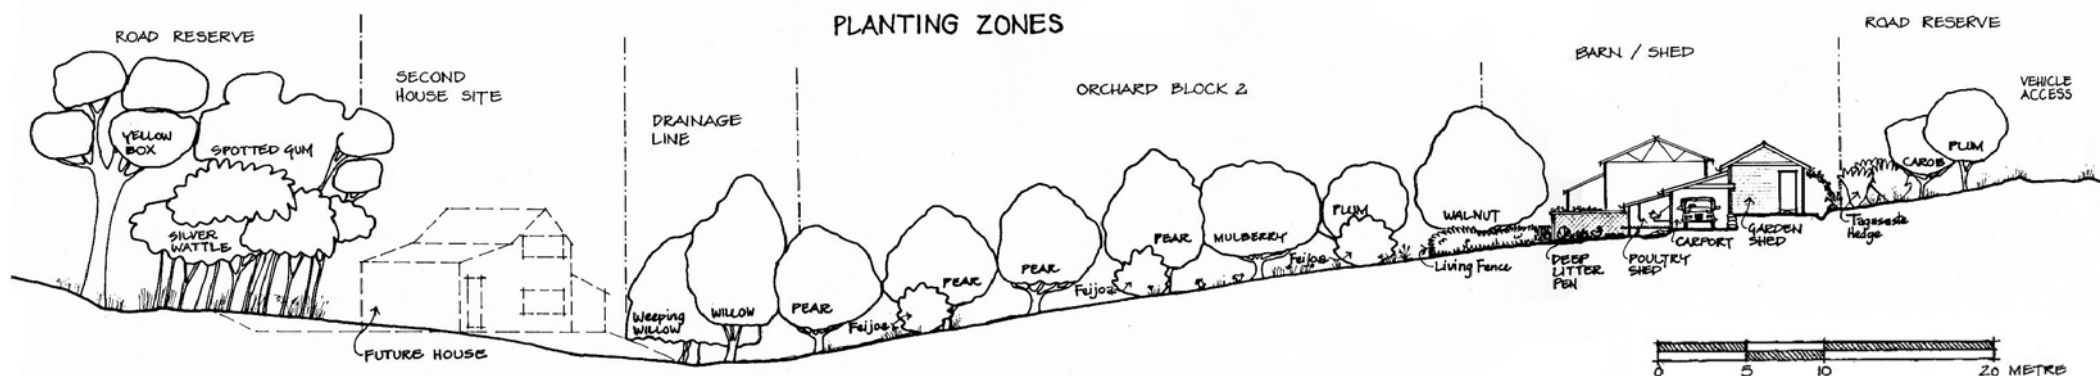 PLANTING ZONES
ROAD RESERVE
SECOND
HOUSE SITE
DRAINAGE
LINE
ORCHARD BLOCK 2
BARN / SHED
ROAD RESERVE
VEHICLE
ACCESS
YELLOW
BOX
SPOTTED GUM
SILVER
WATTLE
FUTURE HOUSE
Weeping
WILLOW
WILLOW
PEAR
Feijoa
PEAR
PEAR
Feijoa
PEAR
MULBERRY
Feijoa
PLUM
WALNUT
Living Fence
DEEP
LITTER
PEN
POULTRY
SHED
CARPORT
GARDEN
SHED
Tagasaste
Hedge
CAROB
PLUM
0 5 10 20 METRE